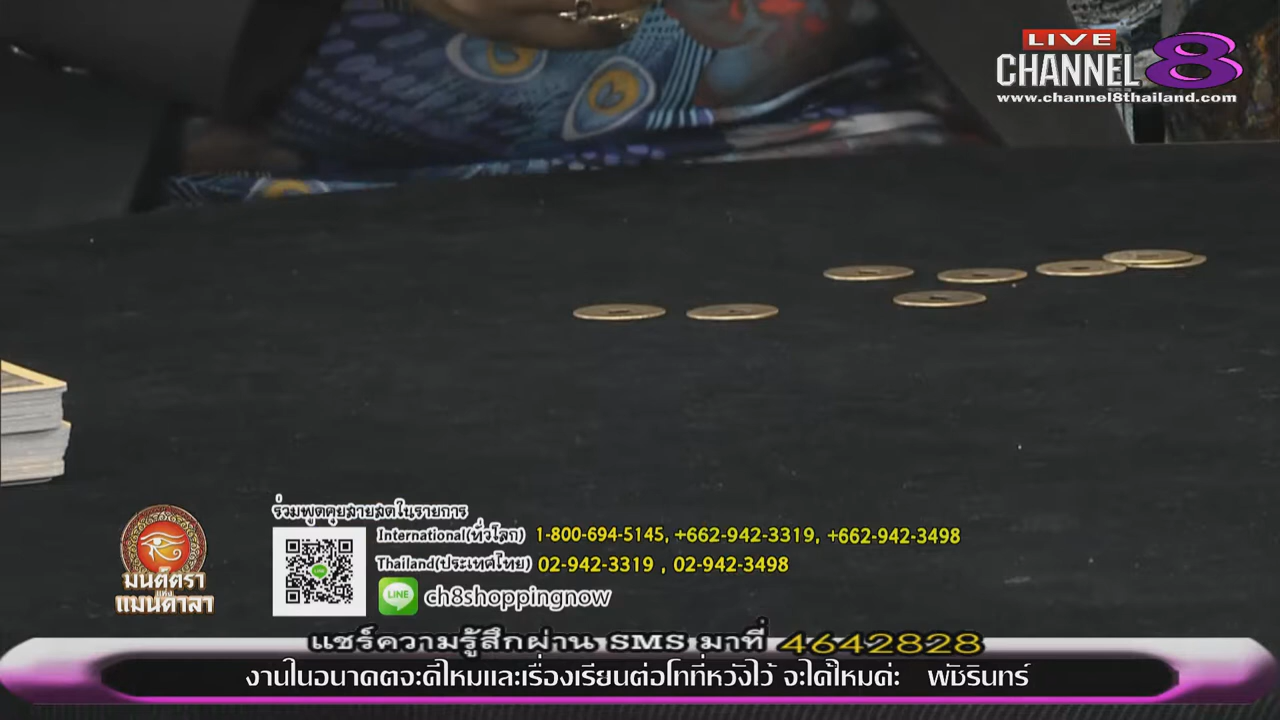 LIVE
CHANNEL 8
www.channel8thailand.com
ร่วมพูดคุยสายสดในรายการ
International(ทั่วโลก) 1-800-694-5145, +662-942-3319, +662-942-3498
Thailand(ประเทศไทย) 02-942-3319 , 02-942-3498
LINE ch8shoppingnow
มนต์ตรา
แห่ง
แมนดาลา
แชร์ความรู้สึกผ่าน SMS มาที่ 4642828
งานในอนาคตจะดีไหมและเรื่องเรียนต่อโทที่หวังไว้ จะได้ไหมค่ะ พัชรินทร์